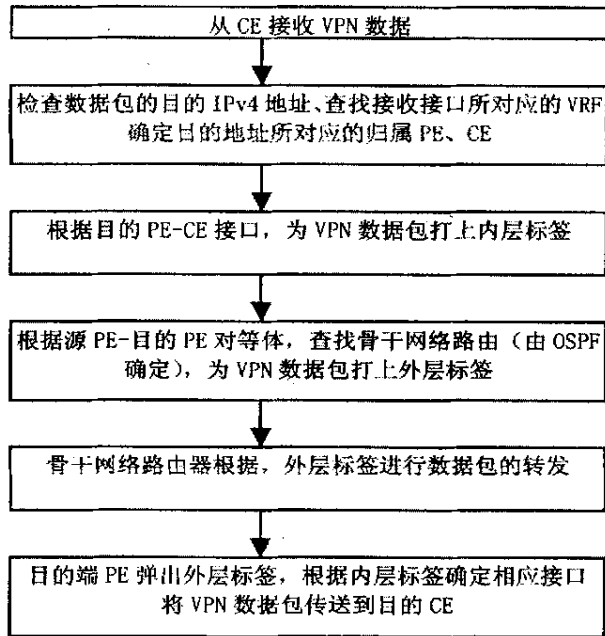 从 CE 接收 VPN 数据
检查数据包的目的 IPv4 地址、查找接收接口所对应的 VRF
确定目的地址所对应的归属 PE、CE
根据目的 PE-CE 接口，为 VPN 数据包打上内层标签
根据源 PE-目的 PE 对等体，查找骨干网络路由（由 OSPF
确定），为 VPN 数据包打上外层标签
骨干网络路由器根据，外层标签进行数据包的转发
目的端 PE 弹出外层标签，根据内层标签确定相应接口
将 VPN 数据包传送到目的 CE